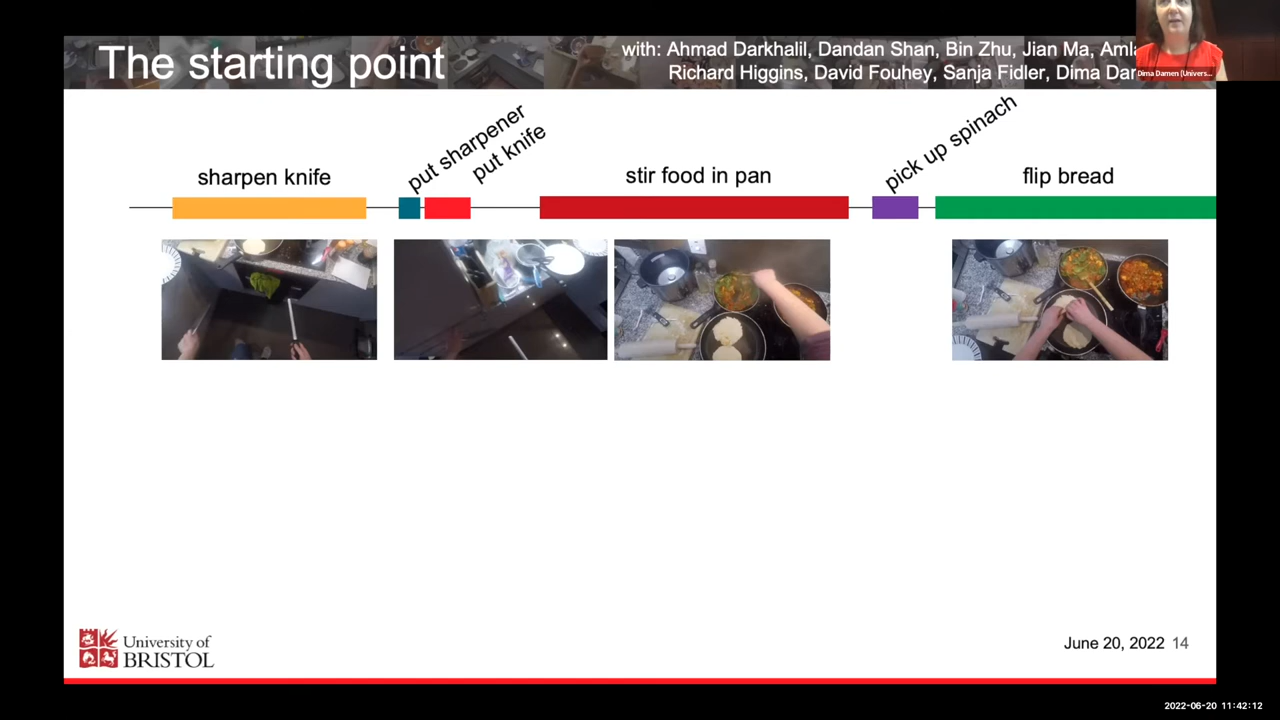 The starting point
with: Ahmad Darkhalil, Dandan Shan, Bin Zhu, Jian Ma,
Richard Higgins, David Fouhey, Sanja Fidler, Dima
Dima Damen (Univers...
sharpen knife
put sharpener
put knife
stir food in pan
pick up spinach
flip bread
University of
BRISTOL
June 20, 2022 14
2022-06-20 11:42:12